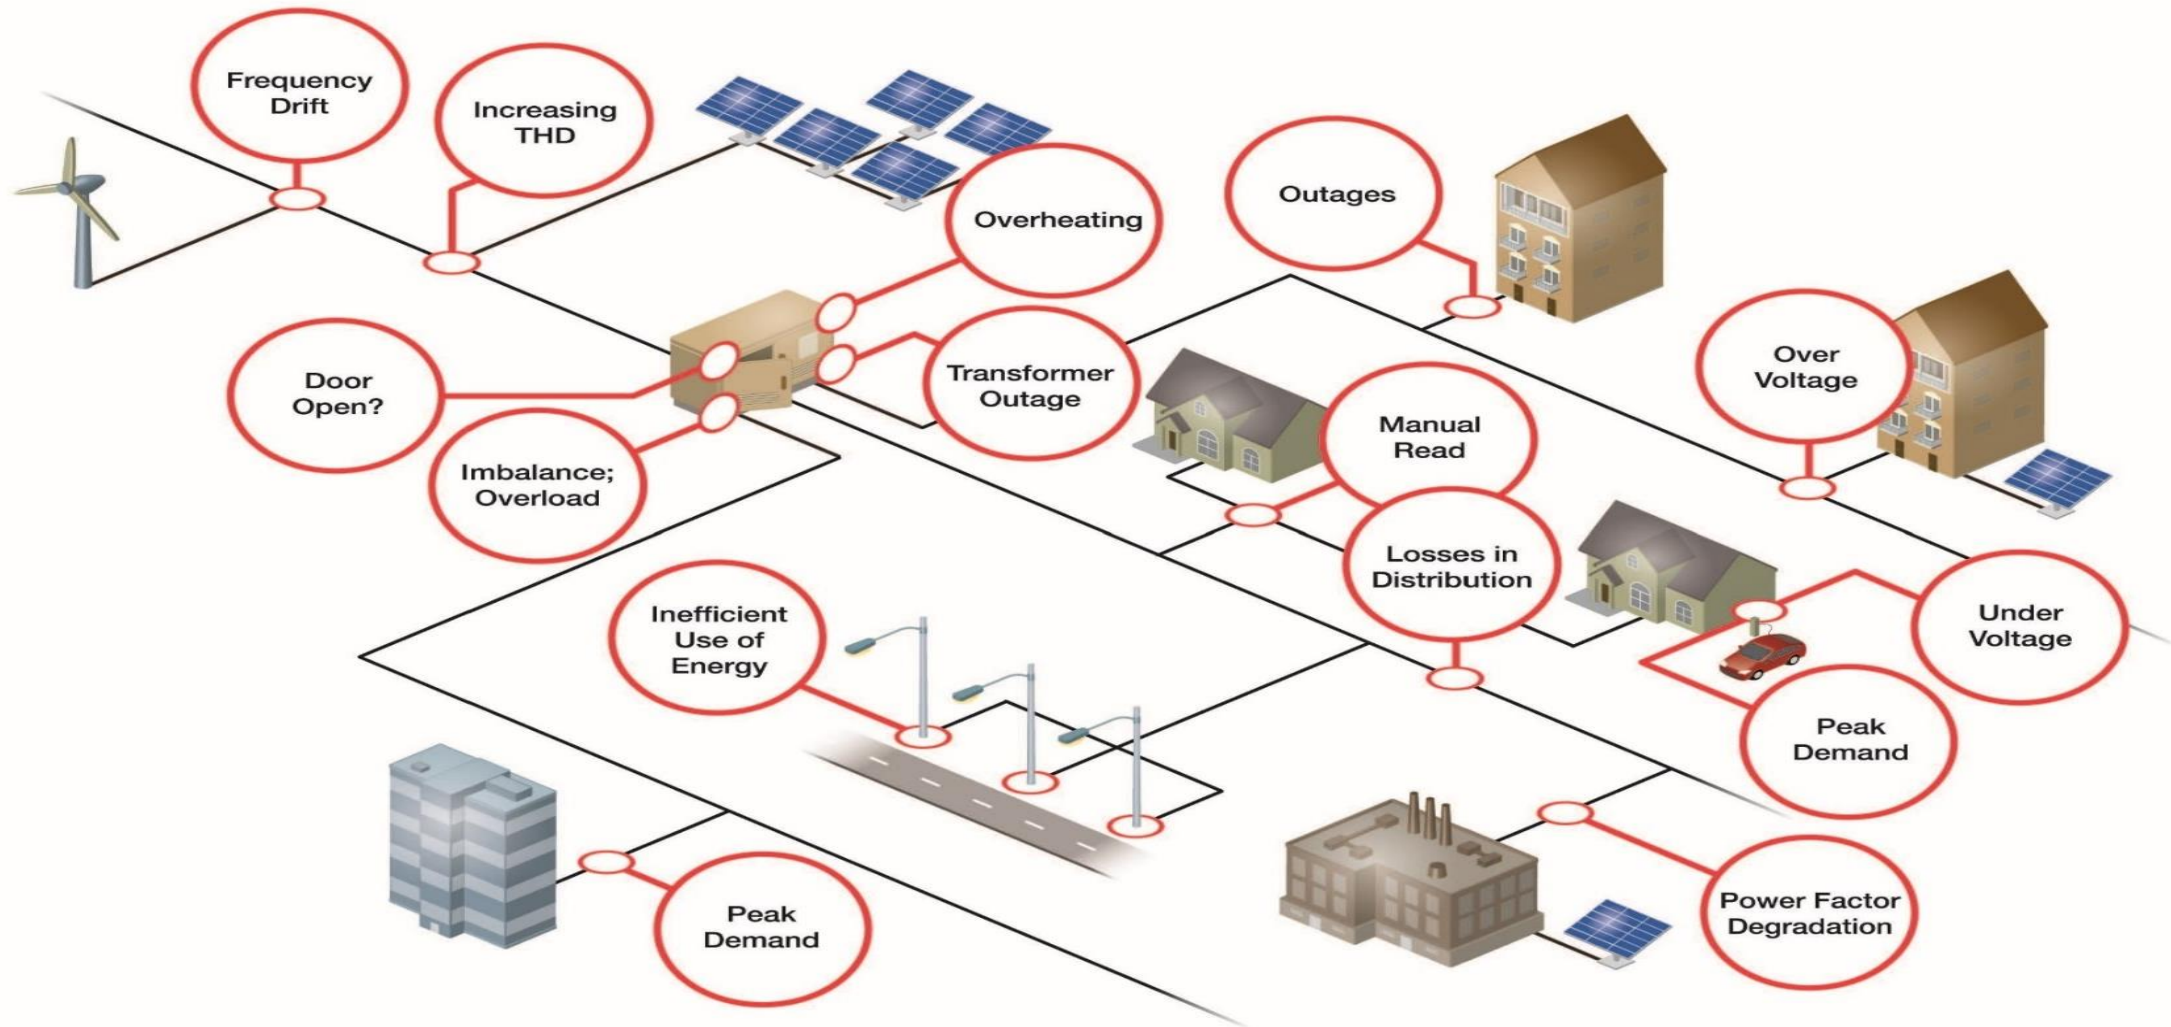 Frequency
Drift
Increasing
THD
Overheating
Outages
Door
Open?
Transformer
Outage
Over
Voltage
Manual
Read
Imbalance;
Overload
Losses in
Distribution
Inefficient
Use of
Energy
Under
Voltage
Peak
Demand
Peak
Demand
Power Factor
Degradation